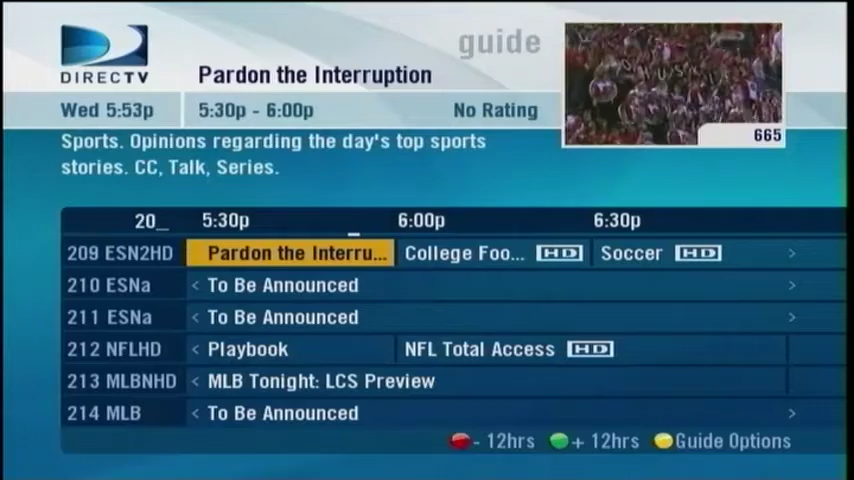 guide
DIRECTV
Pardon the Interruption
Wed 5:53p 5:30p - 6:00p No Rating
665
Sports. Opinions regarding the day's top sports
stories. CC, Talk, Series.
20_ 5:30p 6:00p 6:30p
209 ESN2HD Pardon the Interru... College Foo... HD Soccer HD >
210 ESNa < To Be Announced >
211 ESNa < To Be Announced >
212 NFLHD < Playbook NFL Total Access HD
213 MLBNHD < MLB Tonight: LCS Preview
214 MLB < To Be Announced >
- 12hrs + 12hrs Guide Options